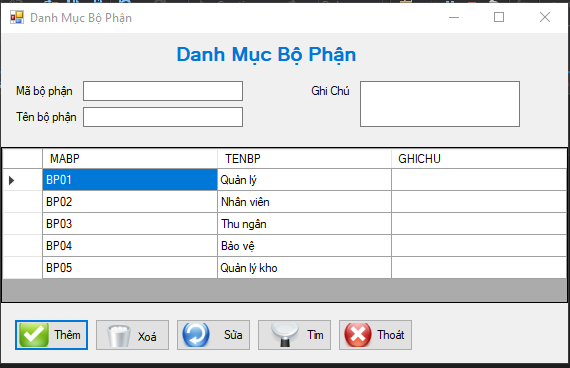 Danh Mục Bộ Phận
Danh Mục Bộ Phận
Mã bộ phận
Ghi Chú
Tên bộ phận
MABP TENBP GHICHU
BP01 Quản lý
BP02 Nhân viên
BP03 Thu ngân
BP04 Bảo vệ
BP05 Quản lý kho
Thêm Xoá Sửa Tìm Thoát